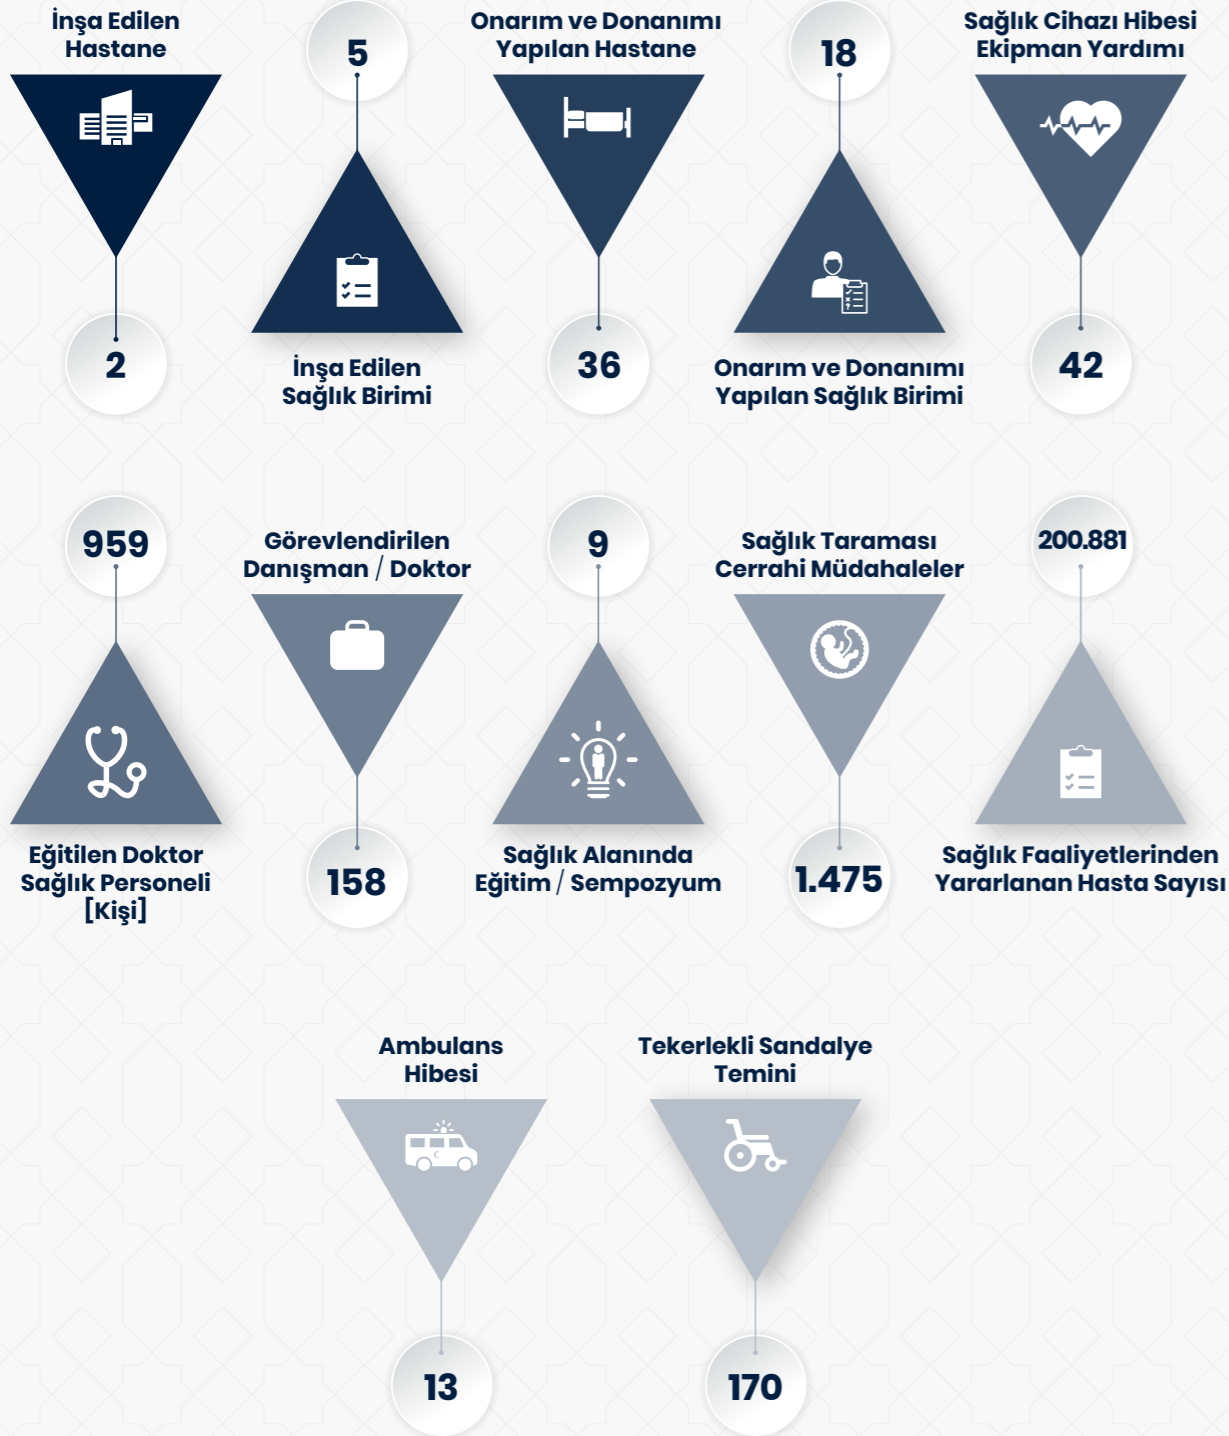 İnşa Edilen
Hastane
2
5
İnşa Edilen
Sağlık Birimi
Onarım ve Donanımı
Yapılan Hastane
36
18
Onarım ve Donanımı
Yapılan Sağlık Birimi
Sağlık Cihazı Hibesi
Ekipman Yardımı
42
959
Eğitilen Doktor
Sağlık Personeli
[Kişi]
Görevlendirilen
Danışman / Doktor
158
9
Sağlık Alanında
Eğitim / Sempozyum
Sağlık Taraması
Cerrahi Müdahaleler
1.475
200.881
Sağlık Faaliyetlerinden
Yararlanan Hasta Sayısı
Ambulans
Hibesi
13
Tekerlekli Sandalye
Temini
170